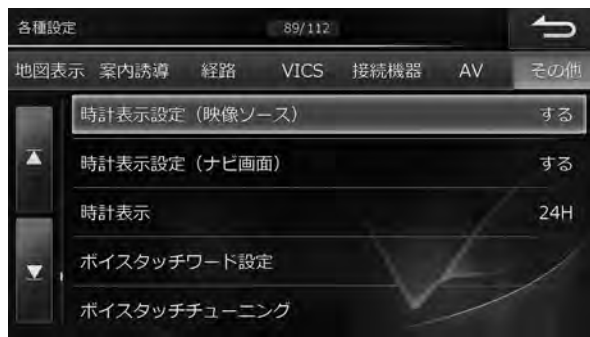 各種設定 89/112
地図表示 案内誘導 経路 VICS 接続機器 AV その他
時計表示設定（映像ソース） する
時計表示設定（ナビ画面） する
時計表示 24H
ボイスタッチワード設定
ボイスタッチチューニング